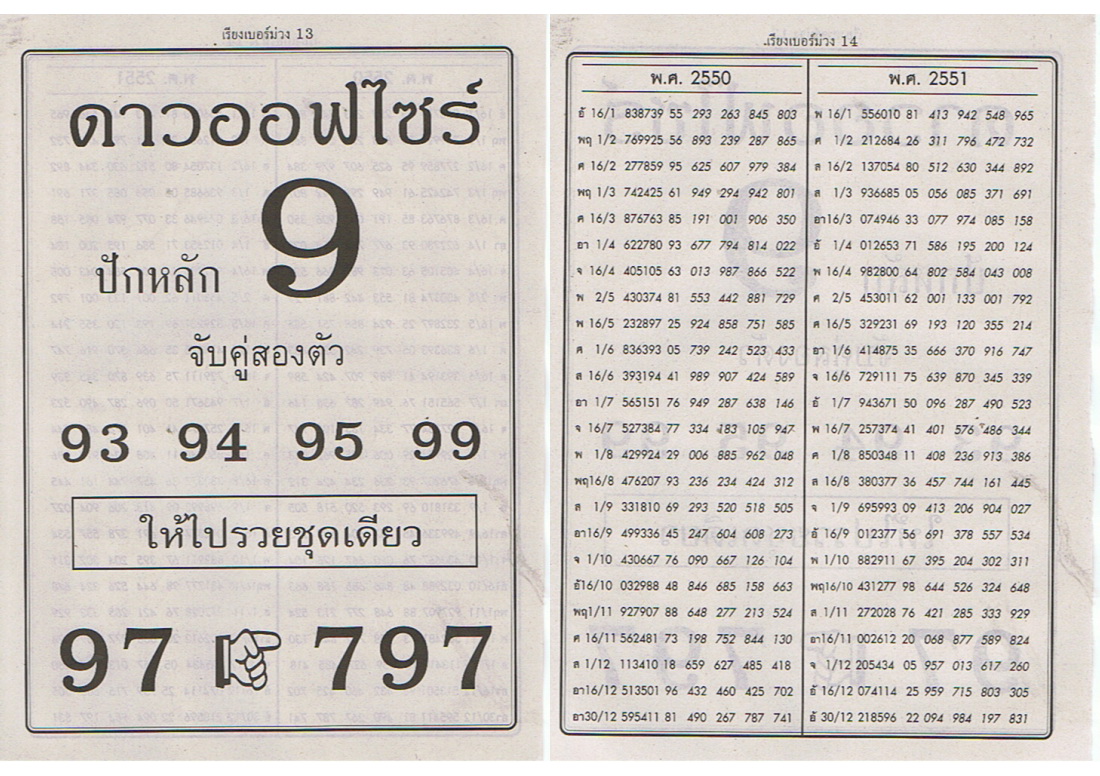 เรียงเบอร์ม่วง 13
ดาวออฟไซร์
ปักหลัก 9
จับคู่สองตัว
93 94 95 99
ให้ไปรวยชุดเดียว
97 797
เรียงเบอร์ม่วง 14
พ.ศ. 2550
อั 16/1 838739 55 293 263 845 803
พฤ 1/2 769925 56 893 239 287 865
ศ 16/2 277859 95 625 607 979 384
พฤ 1/3 742425 61 949 294 942 801
ศ 16/3 876763 85 191 001 906 350
อา 1/4 622780 93 677 794 814 022
จ 16/4 405105 63 013 987 866 522
พ 2/5 430374 81 553 442 881 729
พ 16/5 232897 25 924 858 751 585
ศ 1/6 836393 05 739 242 523 433
ส 16/6 393194 41 989 907 424 589
อา 1/7 565151 76 949 287 638 146
จ 16/7 527384 77 334 183 105 947
พ 1/8 429924 29 006 885 962 048
พฤ16/8 476207 93 236 234 424 312
ส 1/9 331810 69 293 520 518 505
อา16/9 499336 45 247 604 608 273
จ 1/10 430667 76 090 667 126 104
อั16/10 032988 48 846 685 158 663
พฤ1/11 927907 88 648 277 213 524
ศ 16/11 562481 73 198 752 844 130
ส 1/12 113410 18 659 627 485 418
อา16/12 513501 96 432 460 425 702
อา30/12 595411 81 490 267 787 741
พ.ศ. 2551
พ 16/1 556010 81 413 942 548 965
ศ 1/2 212684 26 311 796 472 732
ส 16/2 137054 80 512 630 344 892
ส 1/3 936685 05 056 085 371 691
อา16/3 074946 33 077 974 085 158
อั 1/4 012653 71 586 195 200 124
พ 16/4 982800 64 802 584 043 008
ศ 2/5 453011 62 001 133 001 792
ศ 16/5 329231 69 193 120 355 214
อา 1/6 414875 35 666 370 916 747
จ 16/6 729111 75 639 870 345 339
อั 1/7 943671 50 096 287 490 523
พ 16/7 257374 41 401 576 486 344
ศ 1/8 850348 11 408 236 913 386
ส 16/8 380377 36 457 744 161 445
จ 1/9 695993 09 413 206 904 027
อั 16/9 012377 56 691 378 557 534
พ 1/10 882911 67 395 204 302 311
พฤ16/10 431277 98 644 526 324 648
ส 1/11 272028 76 421 285 333 929
อา16/11 002612 20 068 877 589 824
จ 1/12 205434 05 957 013 617 260
อั 16/12 074114 25 959 715 803 305
อั 30/12 218596 22 094 984 197 831